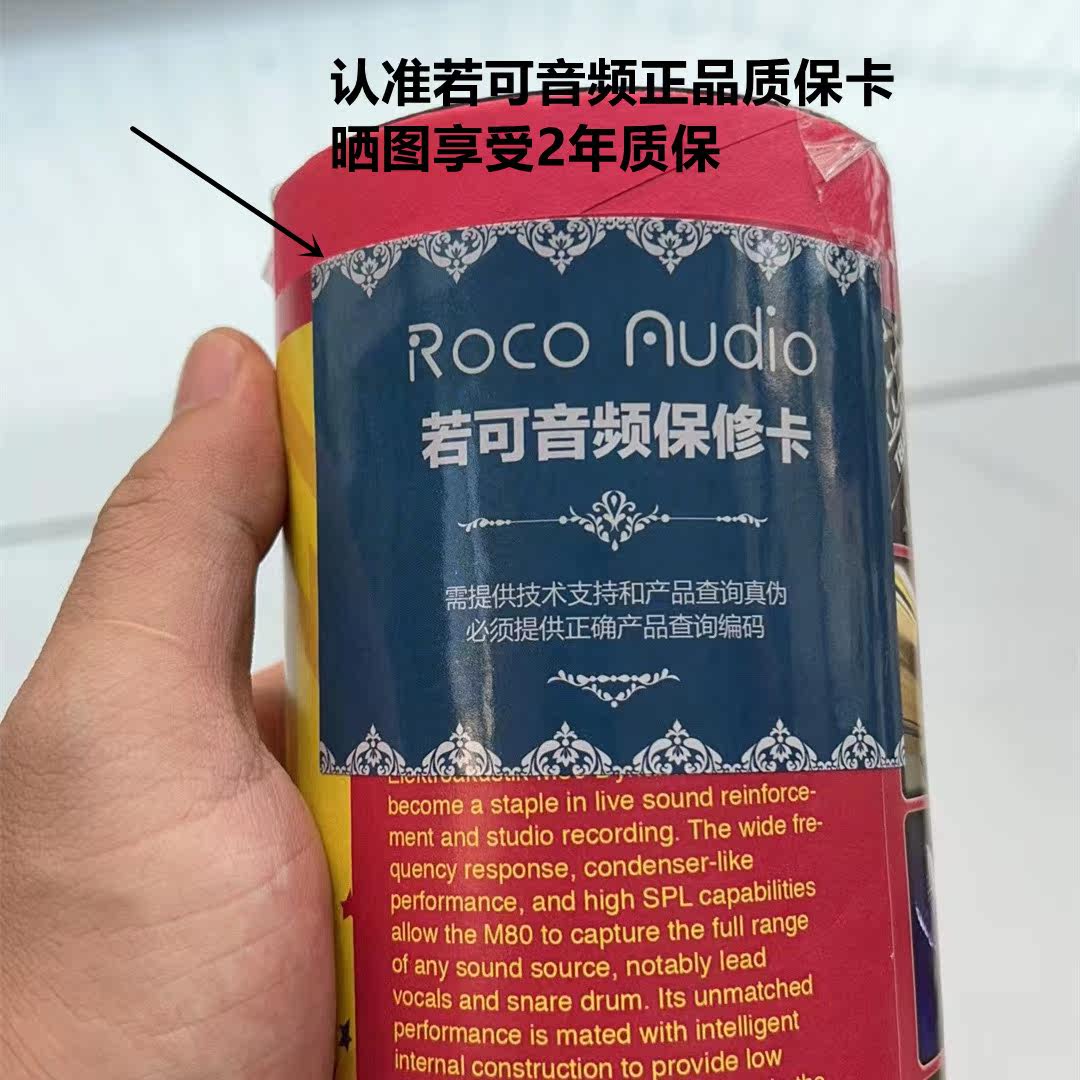 认准若可音频正品质保卡
晒图享受2年质保
Roco Audio
若可音频保修卡
需提供技术支持和产品查询真伪
必须提供正确产品查询编码
become a staple in live sound reinforce-
ment and studio recording. The wide fre-
quency response, condenser-like
performance, and high SPL capabilities
allow the M80 to capture the full range
of any sound source, notably lead
vocals and snare drum. Its unmatched
performance is mated with intelligent
internal construction to provide low